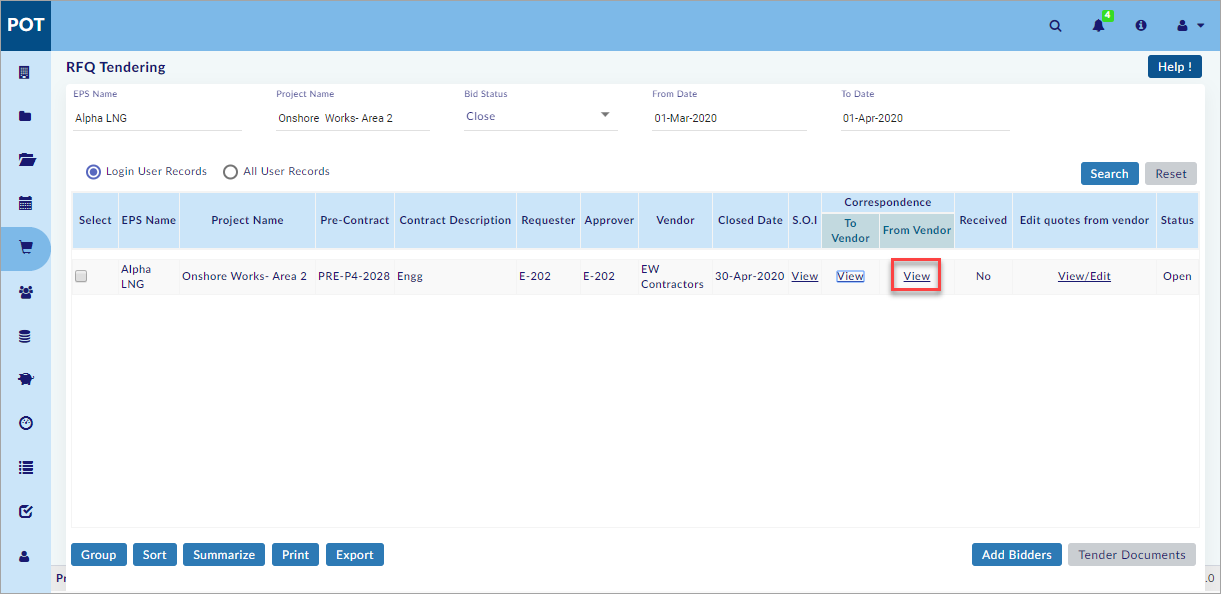 POT
4
RFQ Tendering
Help !
EPS Name
Project Name
Bid Status
From Date
To Date
Alpha LNG
Onshore Works- Area 2
Close
01-Mar-2020
01-Apr-2020
Login User Records
All User Records
Search
Reset
Select
EPS Name
Project Name
Pre-Contract
Contract Description
Requester
Approver
Vendor
Closed Date
S.O.I
Correspondence
To
Vendor
From Vendor
Received
Edit quotes from vendor
Status
Alpha
LNG
Onshore Works- Area 2
PRE-P4-2028
Engg
E-202
E-202
EW
Contractors
30-Apr-2020
View
View
View
No
View/Edit
Open
Group
Sort
Summarize
Print
Export
Add Bidders
Tender Documents
Pr
.0